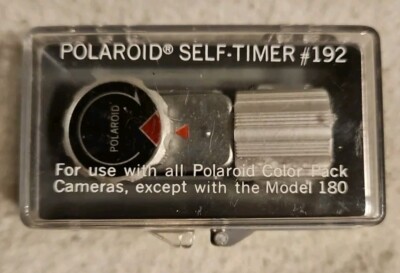 POLAROID® SELF-TIMER #192
POLAROID
For use with all Polaroid Color Pack
Cameras, except with the Model 180